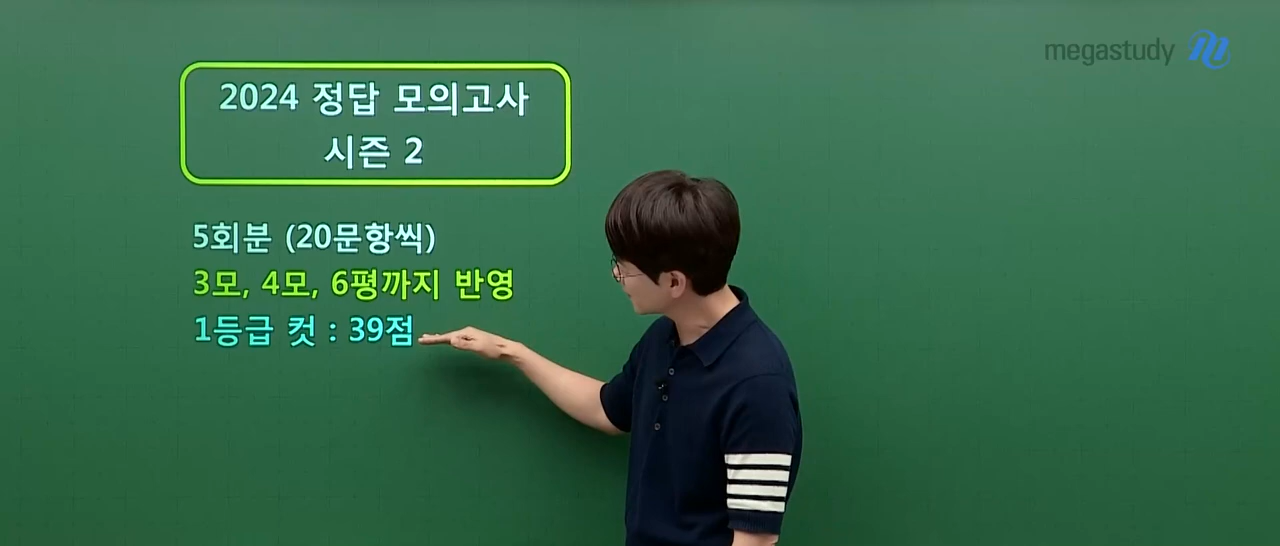 megastudy
2024 정답 모의고사
시즌 2
5회분 (20문항씩)
3모, 4모, 6평까지 반영
1등급 컷 : 39점